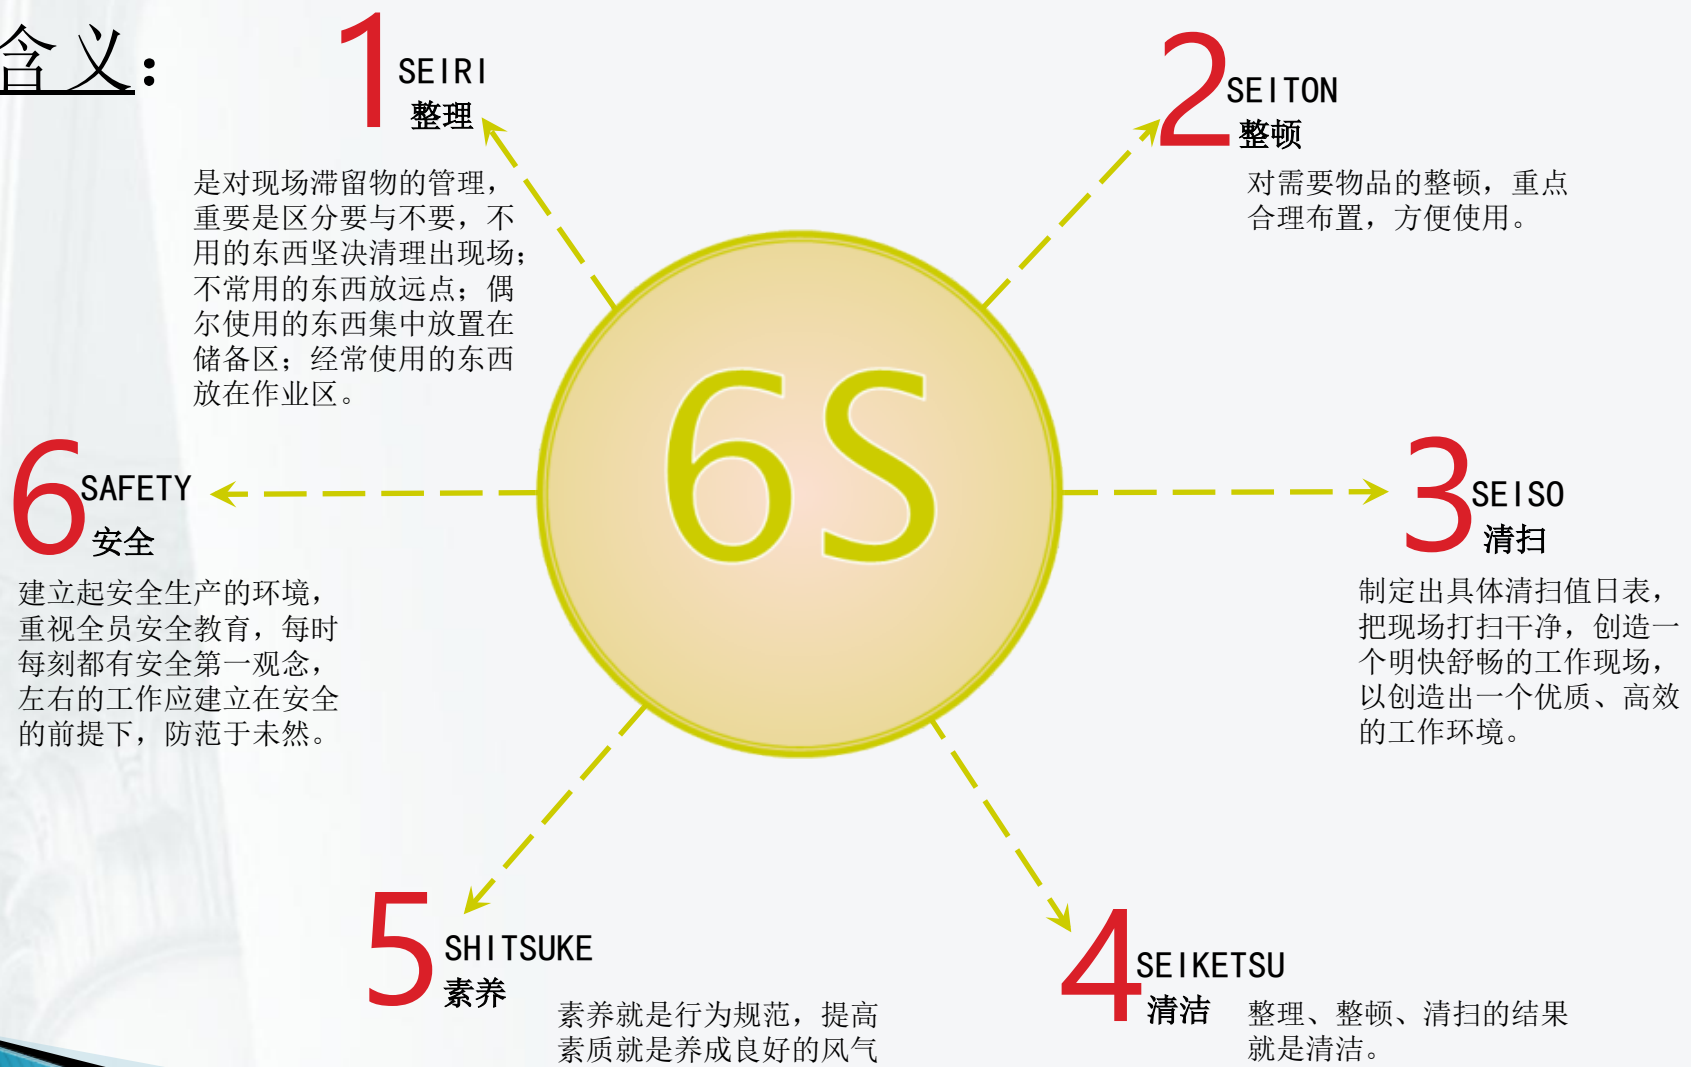 含义：
1
SEIRI
整理
是对现场滞留物的管理，
重要是区分要与不要，不
用的东西坚决清理出现场；
不常用的东西放远点；偶
尔使用的东西集中放置在
储备区；经常使用的东西
放在作业区。
2
SEITON
整顿
对需要物品的整顿，重点
合理布置，方便使用。
6S
3
SEISO
清扫
制定出具体清扫值日表，
把现场打扫干净，创造一
个明快舒畅的工作现场，
以创造出一个优质、高效
的工作环境。
4
SEIKETSU
清洁
整理、整顿、清扫的结果
就是清洁。
5
SHITSUKE
素养
素养就是行为规范，提高
素质就是养成良好的风气
6
SAFETY
安全
建立起安全生产的环境，
重视全员安全教育，每时
每刻都有安全第一观念，
左右的工作应建立在安全
的前提下，防范于未然。